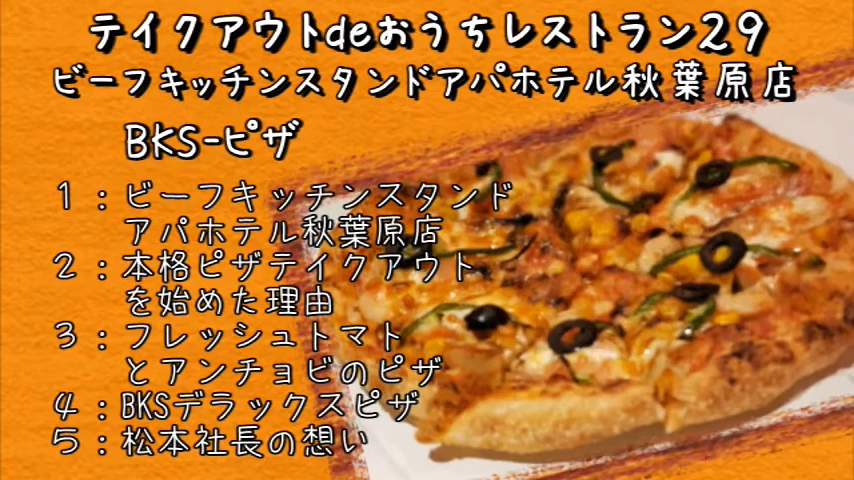 テイクアウトdeおうちレストラン29
ビーフキッチンスタンドアパホテル秋葉原店
BKS-ピザ
1：ビーフキッチンスタンド
アパホテル秋葉原店
2：本格ピザテイクアウト
を始めた理由
3：フレッシュトマト
とアンチョビのピザ
4：BKSデラックスピザ
5：松本社長の想い